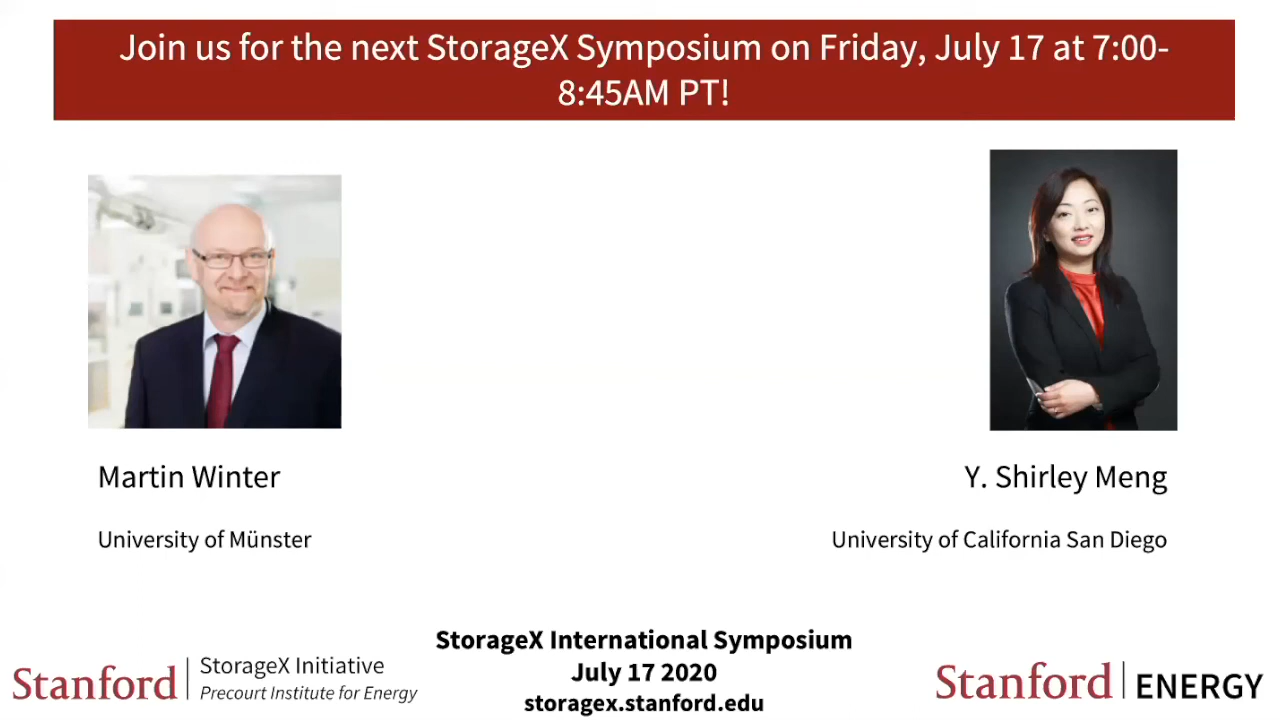 Join us for the next StorageX Symposium on Friday, July 17 at 7:00-
8:45AM PT!
Martin Winter
University of Münster
Y. Shirley Meng
University of California San Diego
Stanford
StorageX Initiative
Precourt Institute for Energy
StorageX International Symposium
July 17 2020
storagex.stanford.edu
Stanford ENERGY